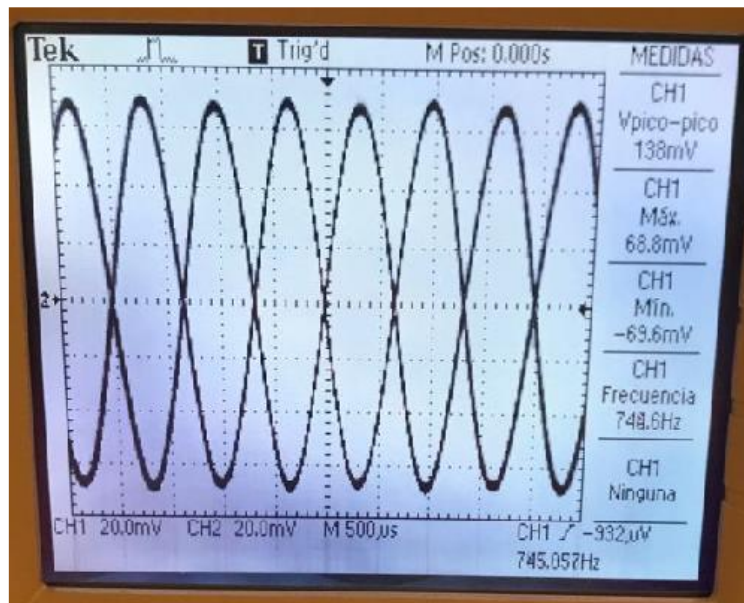 Tek T Trig'd M Pos: 0.000s MEDIDAS
CH1
Vpico-pico
138mV
CH1
Máx.
68.8mV
CH1
Mín.
-69.6mV
CH1
Frecuencia
748.6Hz
CH1
Ninguna
2
CH1 20.0mV CH2 20.0mV M 500µs CH1 -932µV
745.057Hz